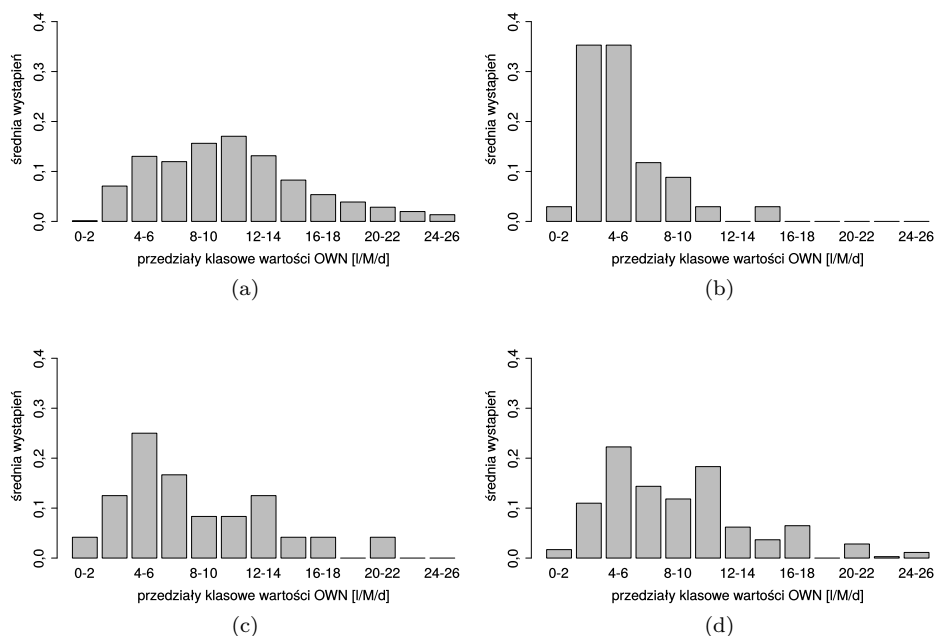 0,0 0,1 0,2 0,3 0,4
średnia wystąpień
0-2 4-6 8-10 12-14 16-18 20-22 24-26
przedziały klasowe wartości OWN [l/M/d]
(a)
0,0 0,1 0,2 0,3 0,4
średnia wystąpień
0-2 4-6 8-10 12-14 16-18 20-22 24-26
przedziały klasowe wartości OWN [l/M/d]
(b)
0,0 0,1 0,2 0,3 0,4
średnia wystąpień
0-2 4-6 8-10 12-14 16-18 20-22 24-26
przedziały klasowe wartości OWN [l/M/d]
(c)
0,0 0,1 0,2 0,3 0,4
średnia wystąpień
0-2 4-6 8-10 12-14 16-18 20-22 24-26
przedziały klasowe wartości OWN [l/M/d]
(d)